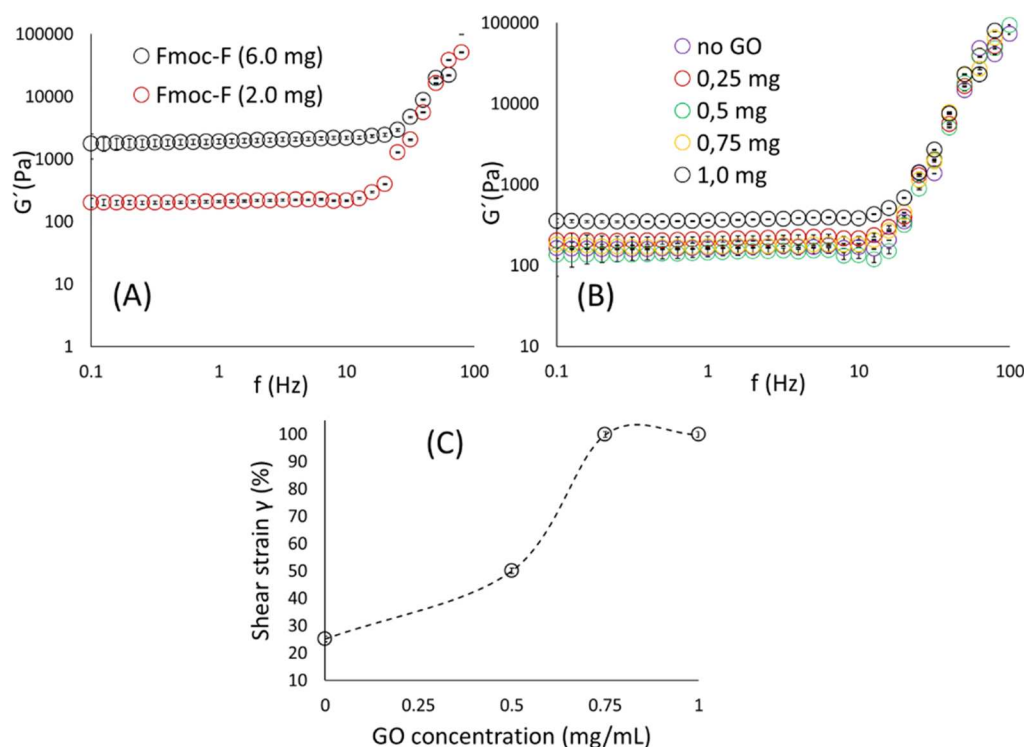 100000
10000
1000
100
10
1
G´(Pa)
Fmoc-F (6.0 mg)
Fmoc-F (2.0 mg)
(A)
0.1
1
10
100
f (Hz)
100000
10000
1000
100
10
G´(Pa)
no GO
0,25 mg
0,5 mg
0,75 mg
1,0 mg
(B)
0.1
1
10
100
f (Hz)
(C)
100
90
80
70
60
50
40
30
20
10
Shear strain γ (%)
0
0.25
0.5
0.75
1
GO concentration (mg/mL)